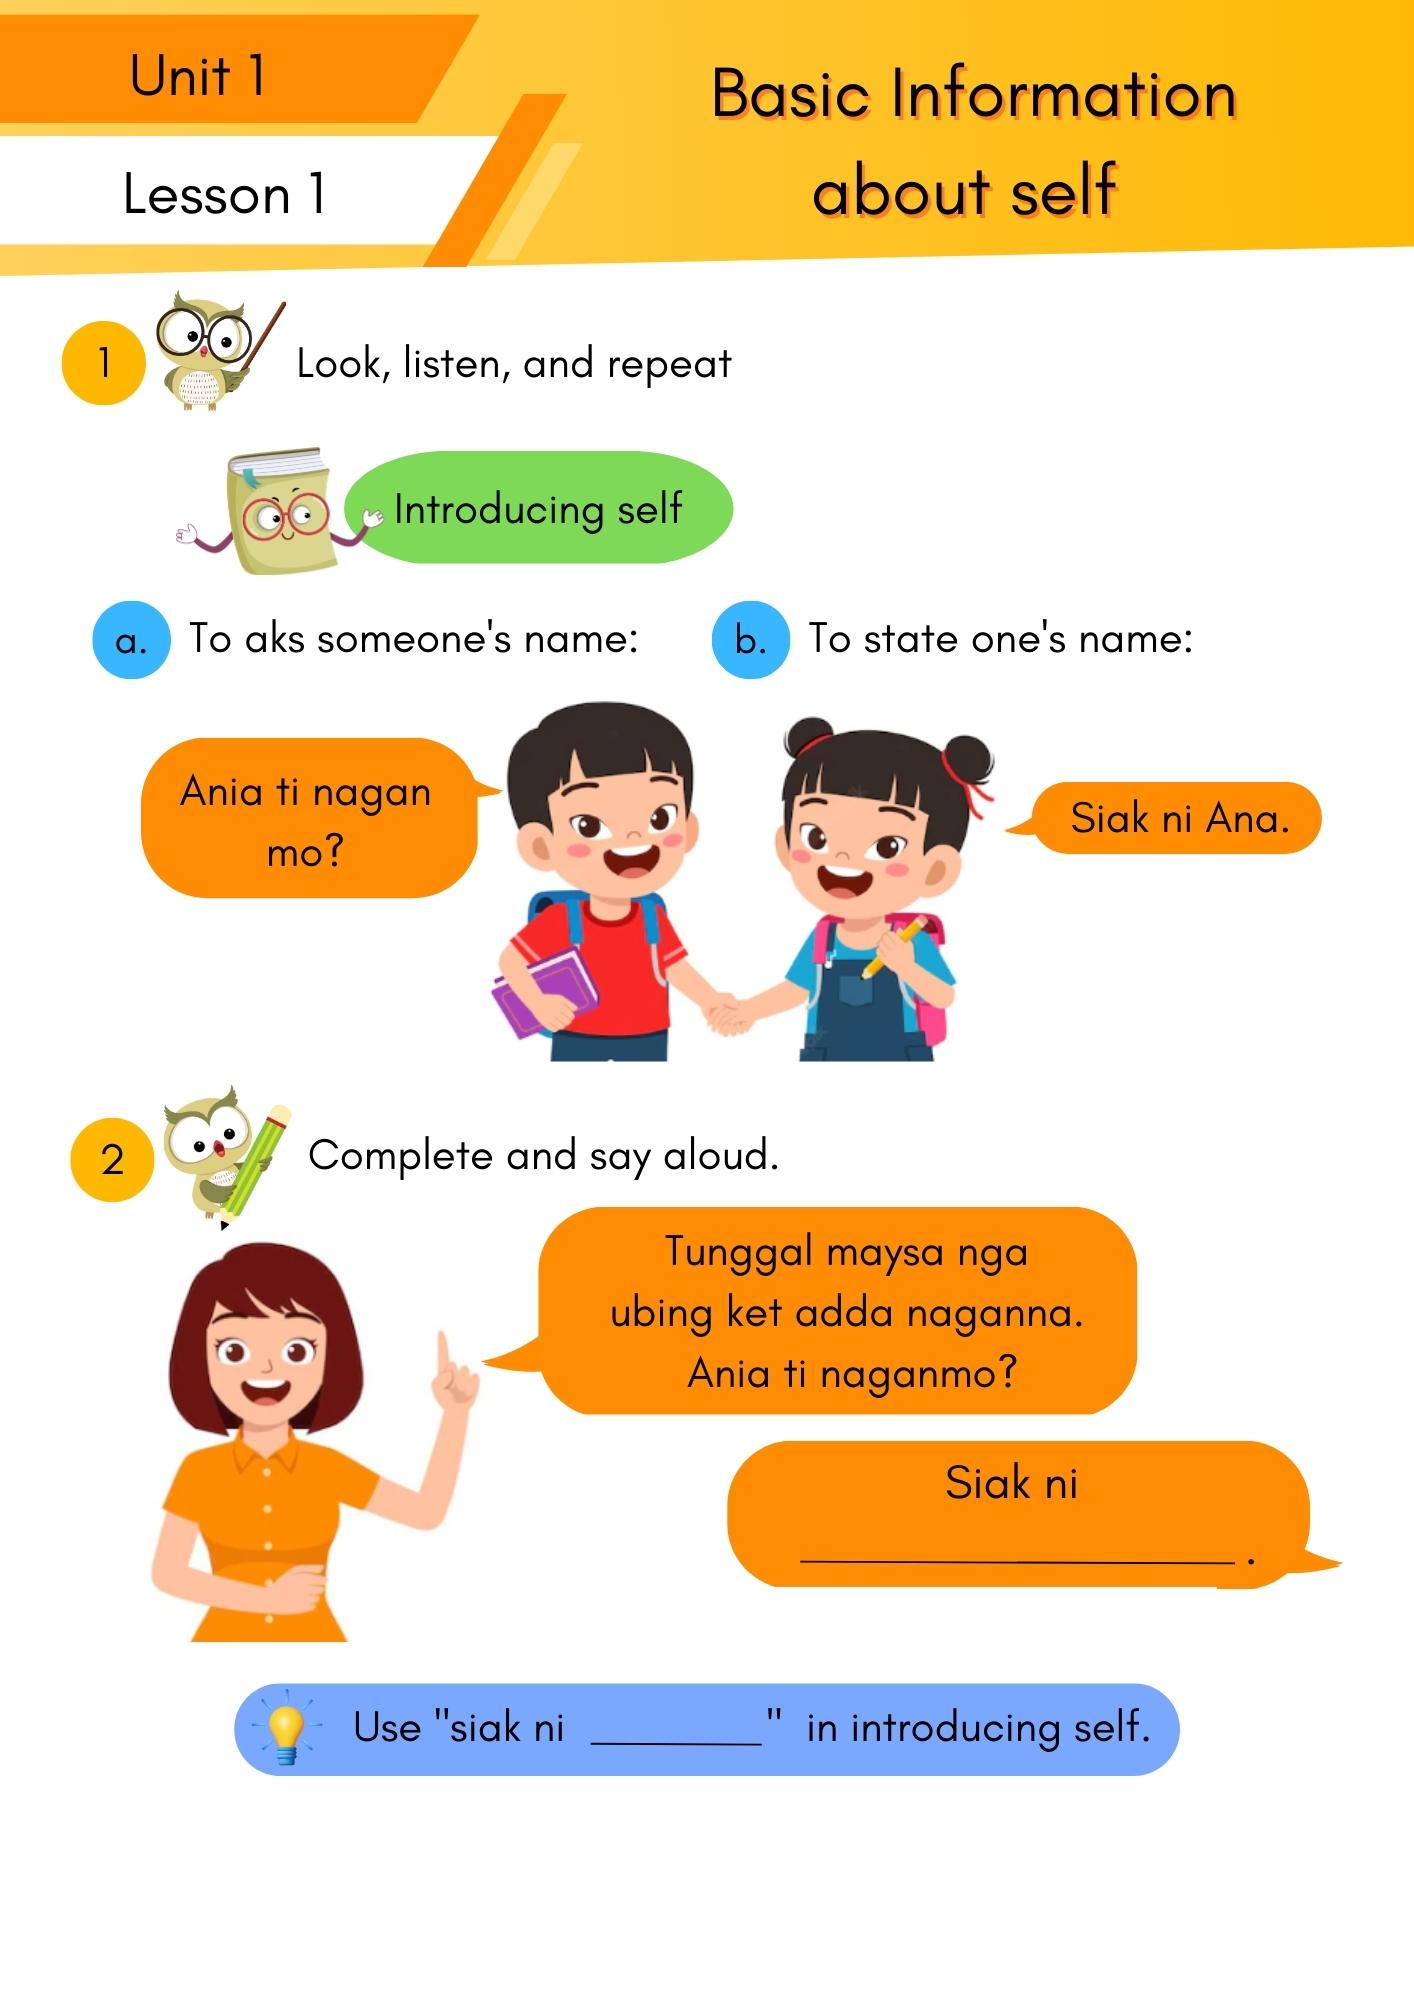 Unit 1
Lesson 1
Basic Information
about self
1
Look, listen, and repeat
Introducing self
a. To aks someone's name:
b. To state one's name:
Ania ti nagan
mo?
Siak ni Ana.
2
Complete and say aloud.
Tunggal maysa nga
ubing ket adda naganna.
Ania ti naganmo?
Siak ni
____________________.
Use "siak ni ________" in introducing self.